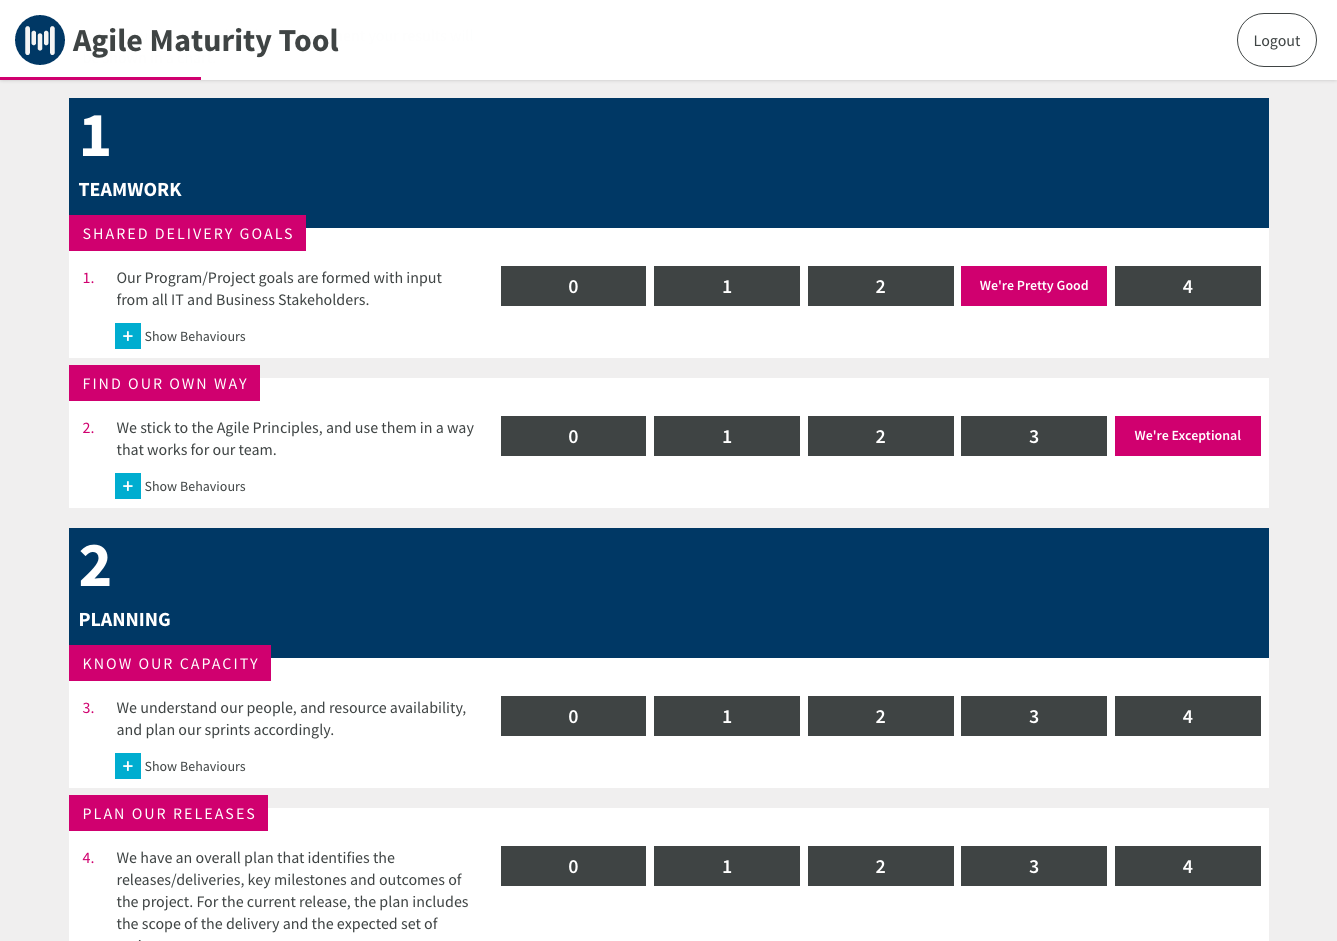 Agile Maturity Tool
Logout
1
TEAMWORK
SHARED DELIVERY GOALS
1. Our Program/Project goals are formed with input
from all IT and Business Stakeholders.
0 1 2 We're Pretty Good 4
+ Show Behaviours
FIND OUR OWN WAY
2. We stick to the Agile Principles, and use them in a way
that works for our team.
0 1 2 3 We're Exceptional
+ Show Behaviours
2
PLANNING
KNOW OUR CAPACITY
3. We understand our people, and resource availability,
and plan our sprints accordingly.
0 1 2 3 4
+ Show Behaviours
PLAN OUR RELEASES
4. We have an overall plan that identifies the
releases/deliveries, key milestones and outcomes of
the project. For the current release, the plan includes
the scope of the delivery and the expected set of
0 1 2 3 4